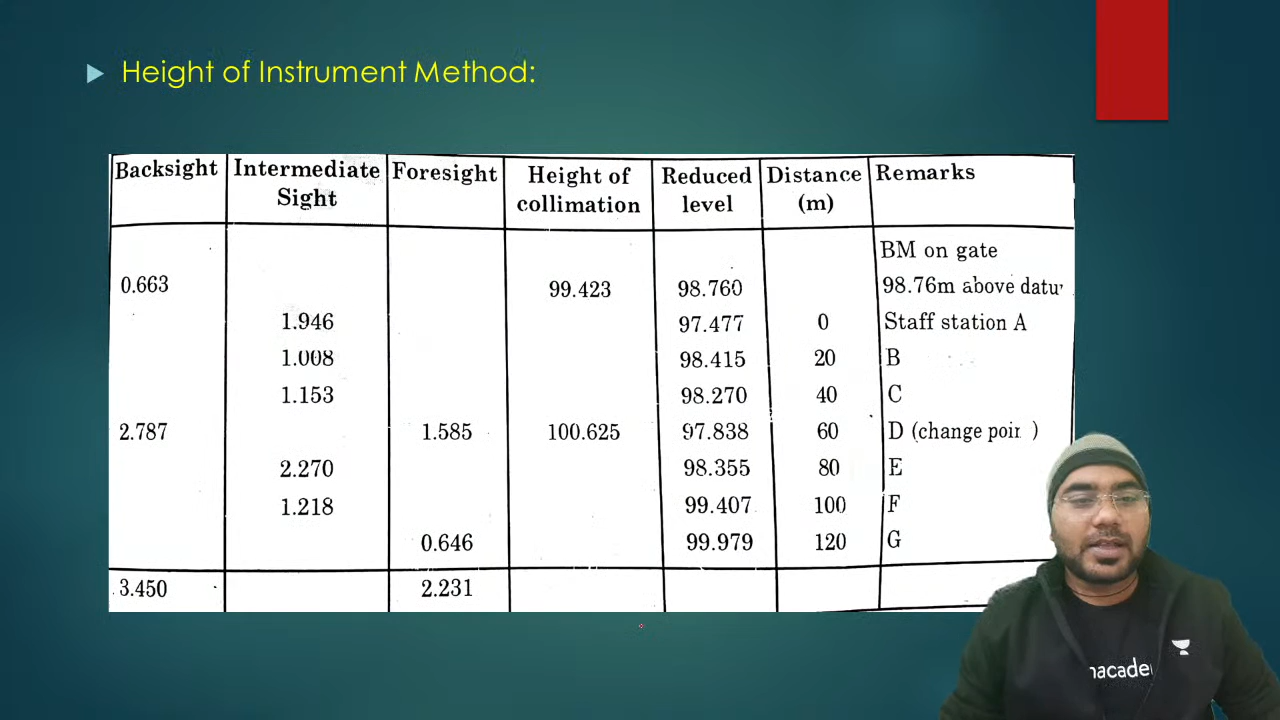 Height of Instrument Method:
Backsight Intermediate Sight Foresight Height of collimation Reduced level Distance (m) Remarks
BM on gate
0.663 99.423 98.760 98.76m above
1.946 97.477 0 Staff station A
1.008 98.415 20 B
1.153 98.270 40 C
2.787 1.585 100.625 97.838 60 D (change )
2.270 98.355 80 E
1.218 99.407 100 F
0.646 99.979 120 G
3.450 2.231